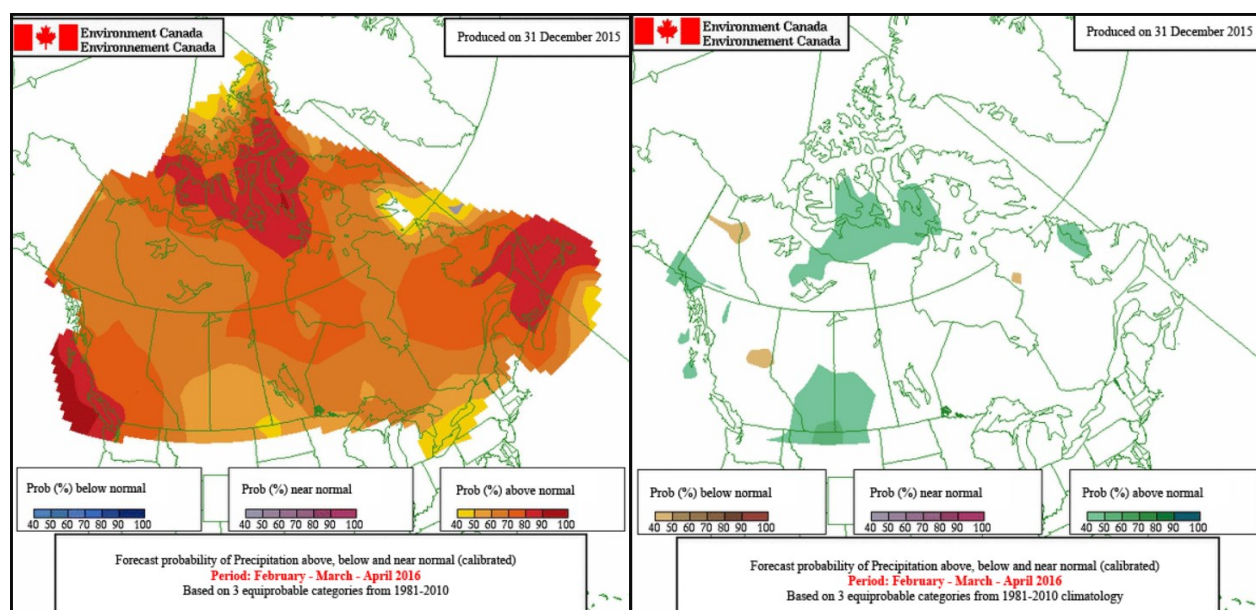 Environment Canada
Environnement Canada
Produced on 31 December 2015
Prob (%) below normal
40 50 60 70 80 90 100
Prob (%) near normal
40 50 60 70 80 90 100
Prob (%) above normal
40 50 60 70 80 90 100
Forecast probability of Precipitation above, below and near normal (calibrated)
Period: February - March - April 2016
Based on 3 equiprobable categories from 1981-2010
Environment Canada
Environnement Canada
Produced on 31 December 2015
Prob (%) below normal
40 50 60 70 80 90 100
Prob (%) near normal
40 50 60 70 80 90 100
Prob (%) above normal
40 50 60 70 80 90 100
Forecast probability of Precipitation above, below and near normal (calibrated)
Period: February - March - April 2016
Based on 3 equiprobable categories from 1981-2010 climatology